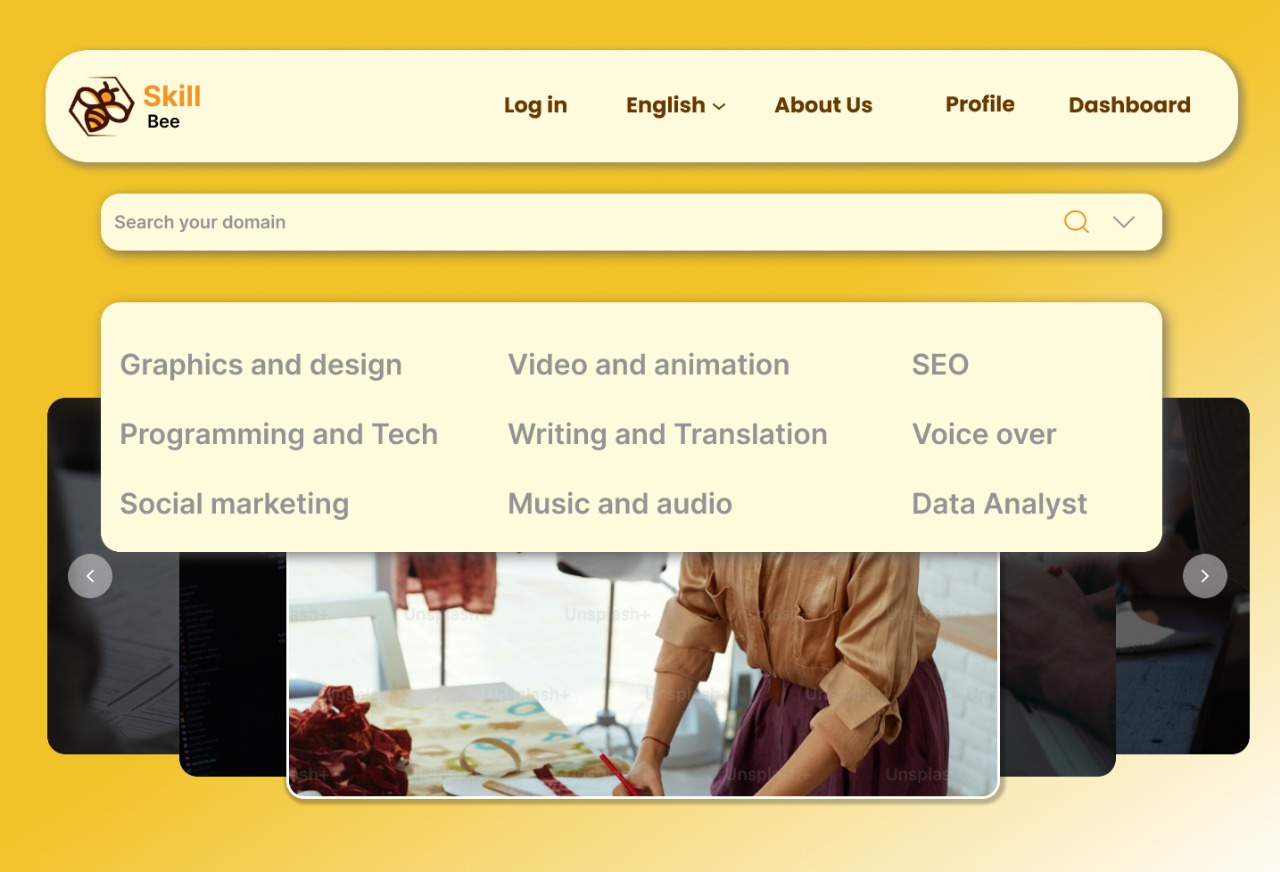 Skill
Bee
Log in
English
About Us
Profile
Dashboard
Search your domain
Graphics and design
Video and animation
SEO
Programming and Tech
Writing and Translation
Voice over
Social marketing
Music and audio
Data Analyst
Unsplash+
Unsplash+
Unsplash+
Unsplash+
Unsplash+
Unsplash+
Unsplash+